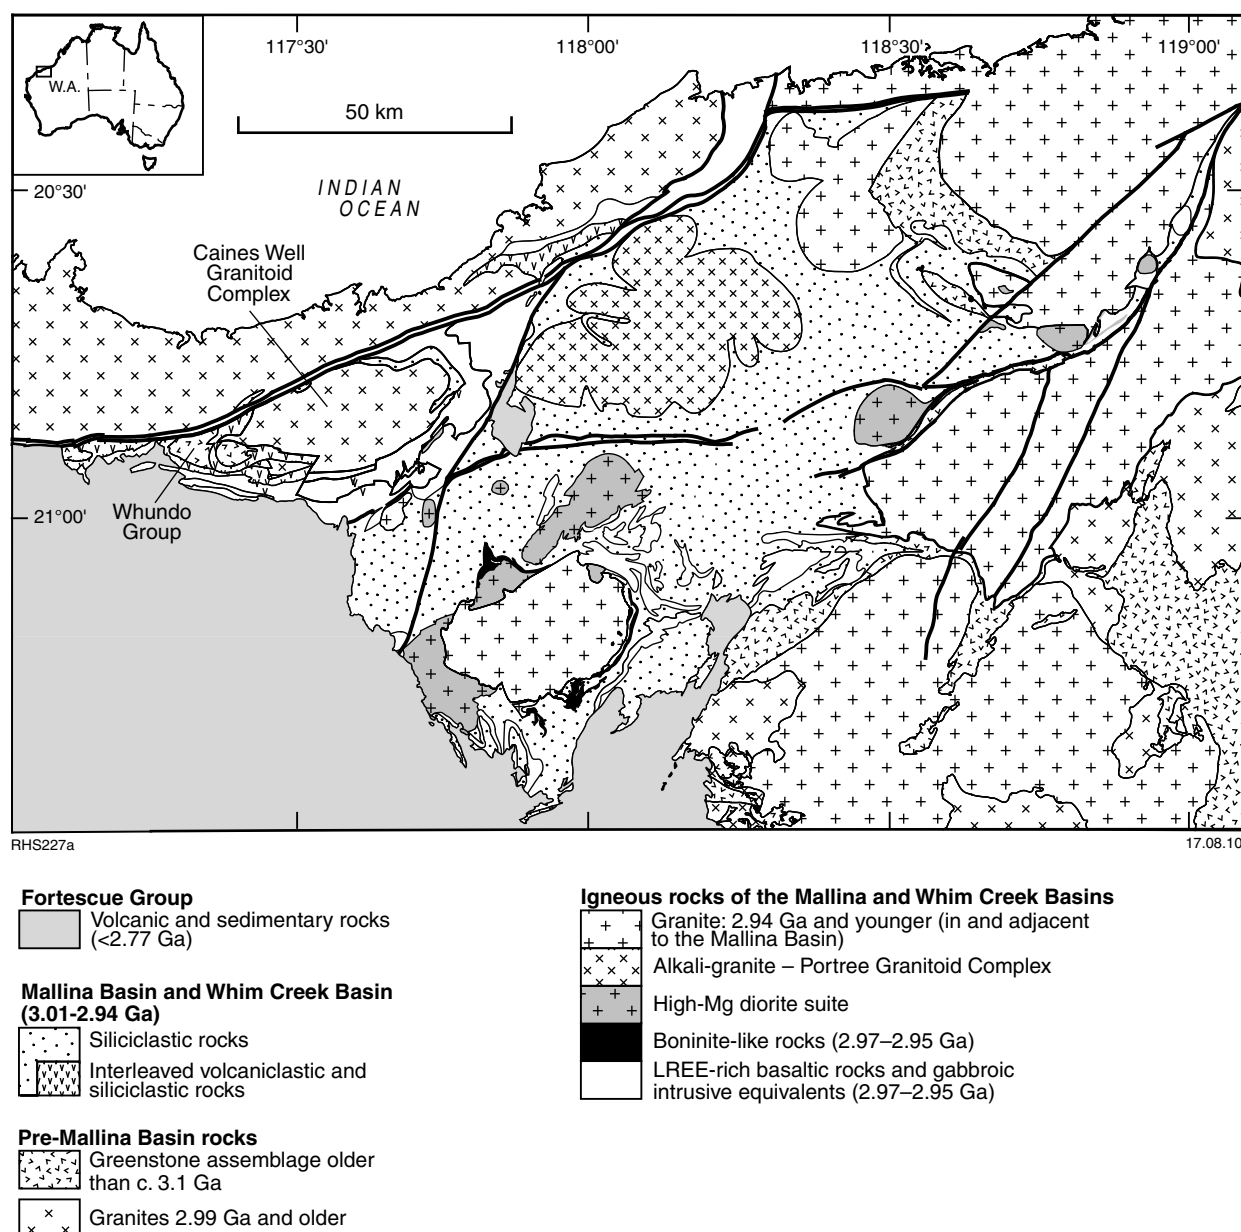 117°30'
118°00'
118°30'
119°00'
W.A.
50 km
20°30'
INDIAN
OCEAN
Caines Well
Granitoid
Complex
Whundo
Group
21°00'
RHS227a
17.08.10
Fortescue Group
Volcanic and sedimentary rocks
(<2.77 Ga)
Mallina Basin and Whim Creek Basin
(3.01-2.94 Ga)
Siliciclastic rocks
Interleaved volcaniclastic and
siliciclastic rocks
Pre-Mallina Basin rocks
Greenstone assemblage older
than c. 3.1 Ga
Granites 2.99 Ga and older
Igneous rocks of the Mallina and Whim Creek Basins
Granite: 2.94 Ga and younger (in and adjacent
to the Mallina Basin)
Alkali-granite – Portree Granitoid Complex
High-Mg diorite suite
Boninite-like rocks (2.97–2.95 Ga)
LREE-rich basaltic rocks and gabbroic
intrusive equivalents (2.97–2.95 Ga)